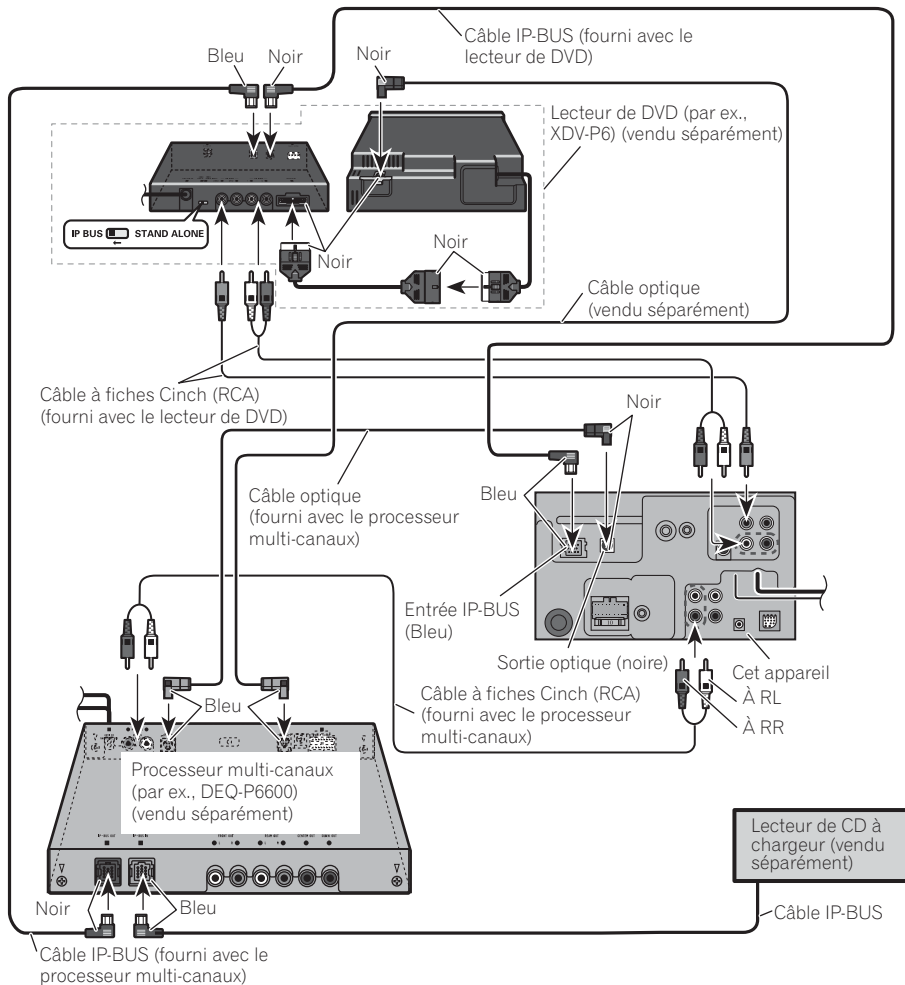 Câble IP-BUS (fourni avec le
lecteur de DVD)
Bleu
Noir
Noir
Lecteur de DVD (par ex.,
XDV-P6) (vendu séparément)
IP BUS
STAND ALONE
←
Noir
Noir
Câble optique
(vendu séparément)
Câble à fiches Cinch (RCA)
(fourni avec le lecteur de DVD)
Noir
Câble optique
(fourni avec le processeur
multi-canaux)
Bleu
Entrée IP-BUS
(Bleu)
Sortie optique (noire)
Cet appareil
À RL
À RR
Câble à fiches Cinch (RCA)
(fourni avec le processeur
multi-canaux)
Bleu
Processeur multi-canaux
(par ex., DEQ-P6600)
(vendu séparément)
Lecteur de CD à
chargeur (vendu
séparément)
Noir
Bleu
Câble IP-BUS
Câble IP-BUS (fourni avec le
processeur multi-canaux)